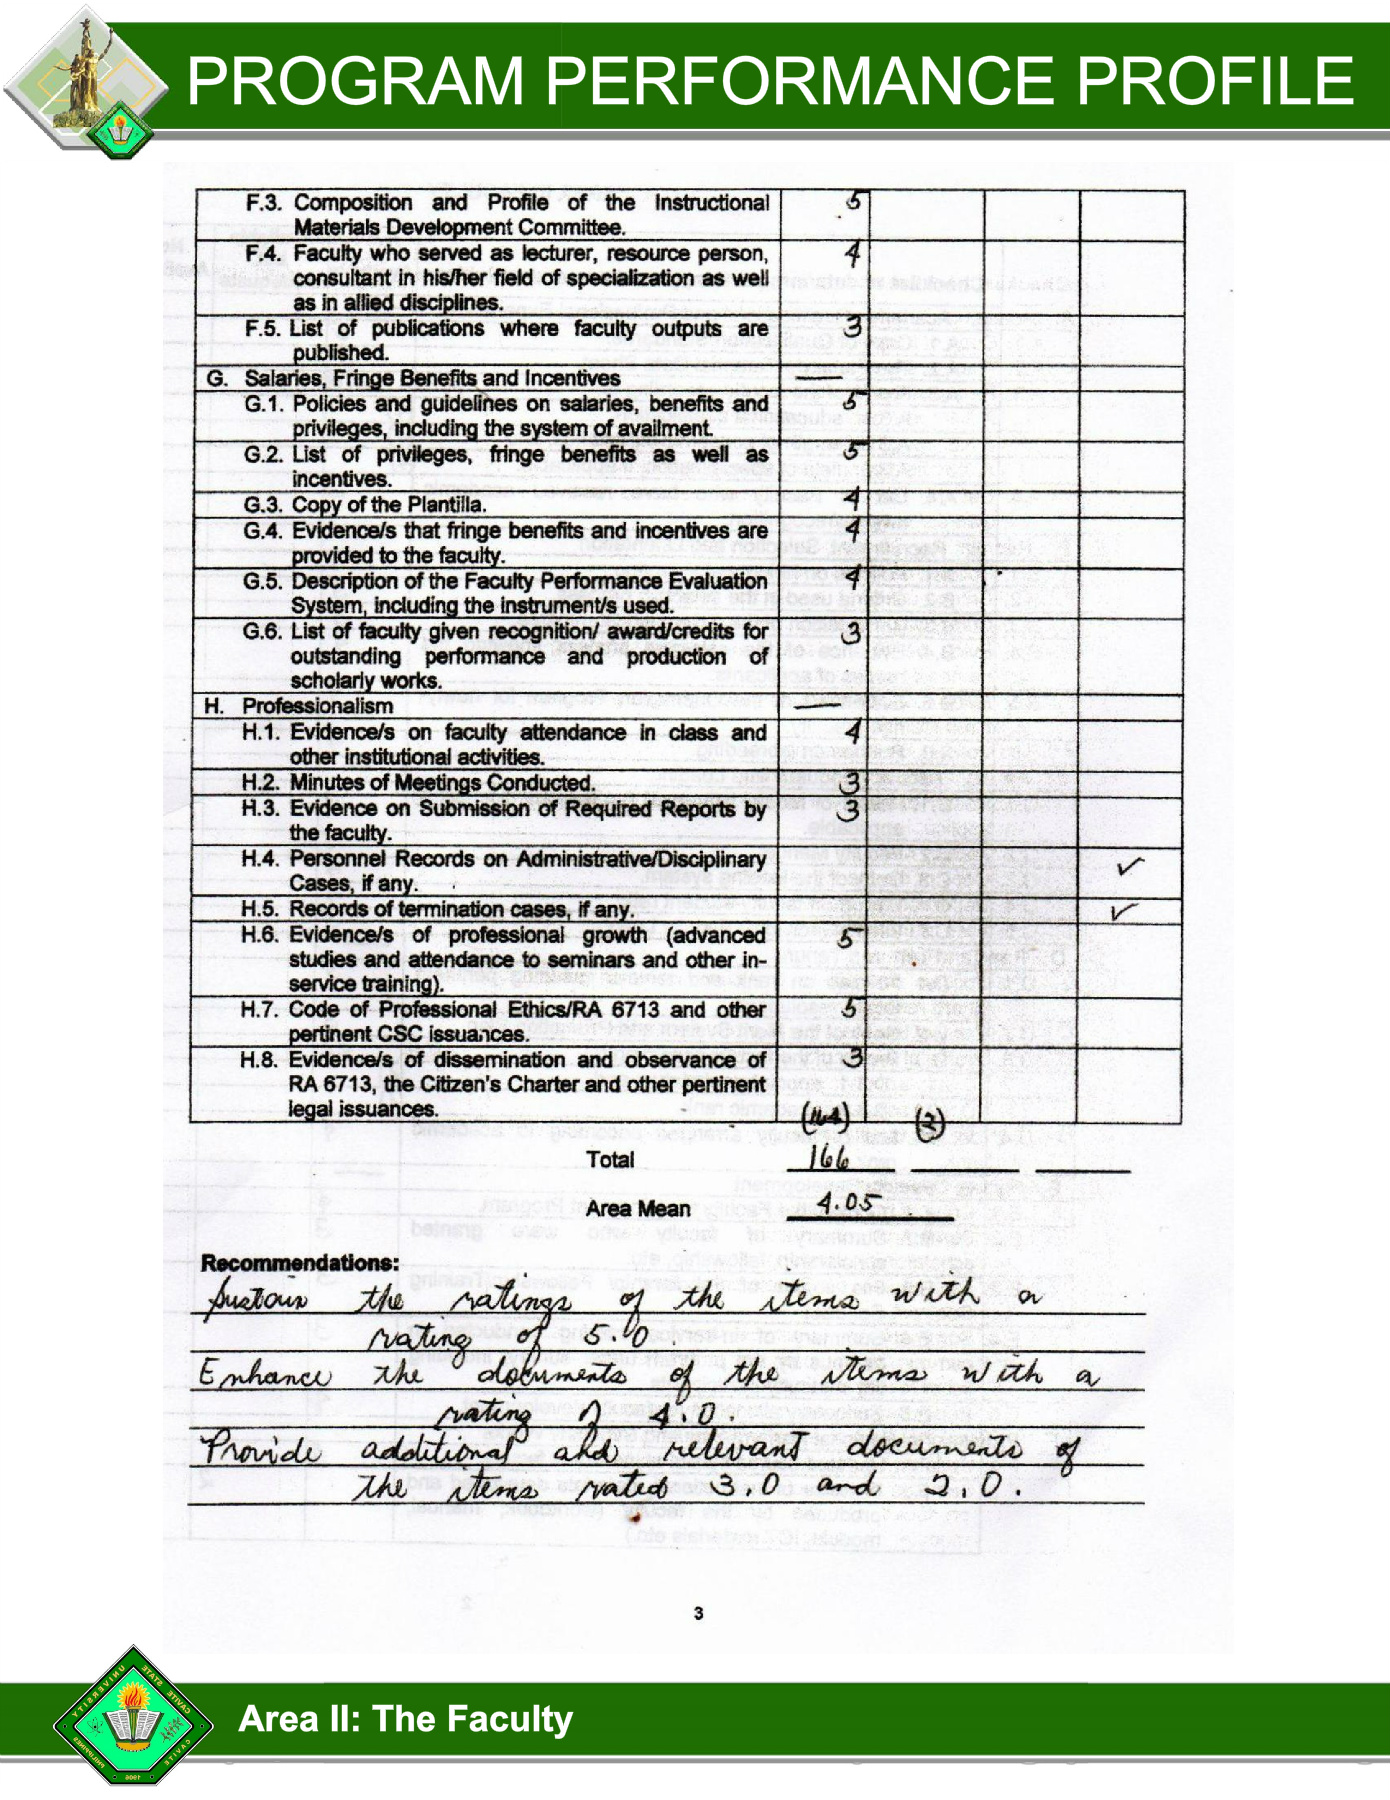 PROGRAM PERFORMANCE PROFILE
F.3. Composition and Profile of the Instructional 5
Materials Development Committee.
F.4. Faculty who served as lecturer, resource person, 4
consultant in his/her field of specialization as well
as in allied disciplines.
F.5. List of publications where faculty outputs are 3
published.
G. Salaries, Fringe Benefits and Incentives —
G.1. Policies and guidelines on salaries, benefits and 5
privileges, including the system of availment.
G.2. List of privileges, fringe benefits as well as 5
incentives.
G.3. Copy of the Plantilla. 4
G.4. Evidence/s that fringe benefits and incentives are 4
provided to the faculty.
G.5. Description of the Faculty Performance Evaluation 4
System, including the instrument/s used.
G.6. List of faculty given recognition/ award/credits for 3
outstanding performance and production of
scholarly works.
H. Professionalism —
H.1. Evidence/s on faculty attendance in class and 4
other institutional activities.
H.2. Minutes of Meetings Conducted. 3
H.3. Evidence on Submission of Required Reports by 3
the faculty.
H.4. Personnel Records on Administrative/Disciplinary ✓
Cases, if any.
H.5. Records of termination cases, if any. ✓
H.6. Evidence/s of professional growth (advanced 5
studies and attendance to seminars and other in-
service training).
H.7. Code of Professional Ethics/RA 6713 and other 5
pertinent CSC issuances.
H.8. Evidence/s of dissemination and observance of 3
RA 6713, the Citizen's Charter and other pertinent
legal issuances.
Total 166
Area Mean 4.05
Recommendations:
Sustain the ratings of the items with a
rating of 5.0.
Enhance the documents of the items with a
rating of 4.0.
Provide additional and relevant documents of
the items rated 3.0 and 2.0.
3
CAVITE STATE UNIVERSITY
CAVITE PHILIPPINES
1906
Area II: The Faculty